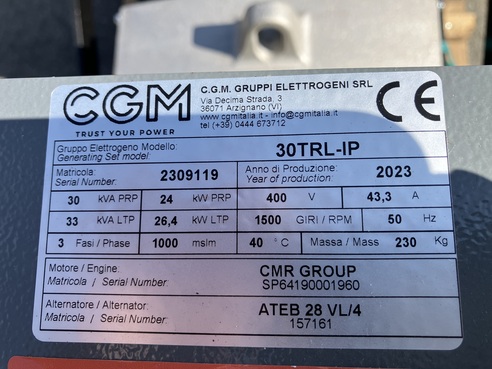 CGM
TRUST YOUR POWER
C.G.M. GRUPPI ELETTROGENI SRL
Via Decima Strada, 3
36071 Arzignano (VI)
www.cgmitalia.it - info@cgmitalia.it
tel (+39) 0444 673712
CE
Gruppo Elettrogeno Modello: 30TRL-IP
Generating Set model:
Matricola: 2309119 Anno di Produzione: 2023
Serial Number: Year of production:
30 kVA PRP 24 kW PRP 400 V 43,3 A
33 kVA LTP 26,4 kW LTP 1500 GIRI / RPM 50 Hz
3 Fasi / Phase 1000 mslm 40 °C Massa / Mass 230 Kg
Motore / Engine: CMR GROUP
Matricola / Serial Number: SP64190001960
Alternatore / Alternator: ATEB 28 VL/4
Matricola / Serial Number: 157161